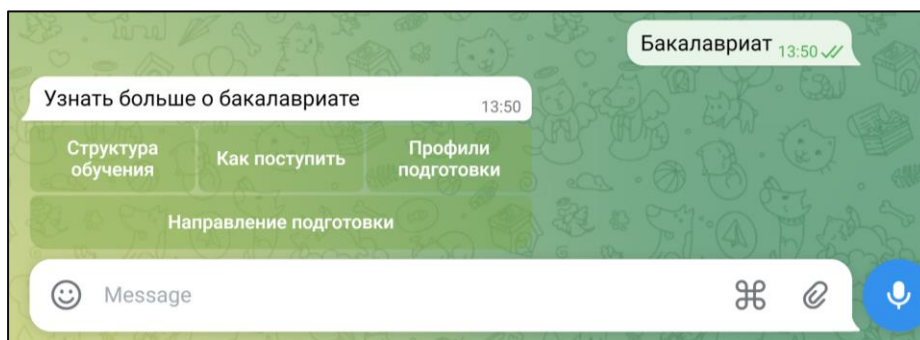 Бакалавриат 13:50
Узнать больше о бакалавриате 13:50
Структура
обучения
Как поступить
Профили
подготовки
Направление подготовки
Message